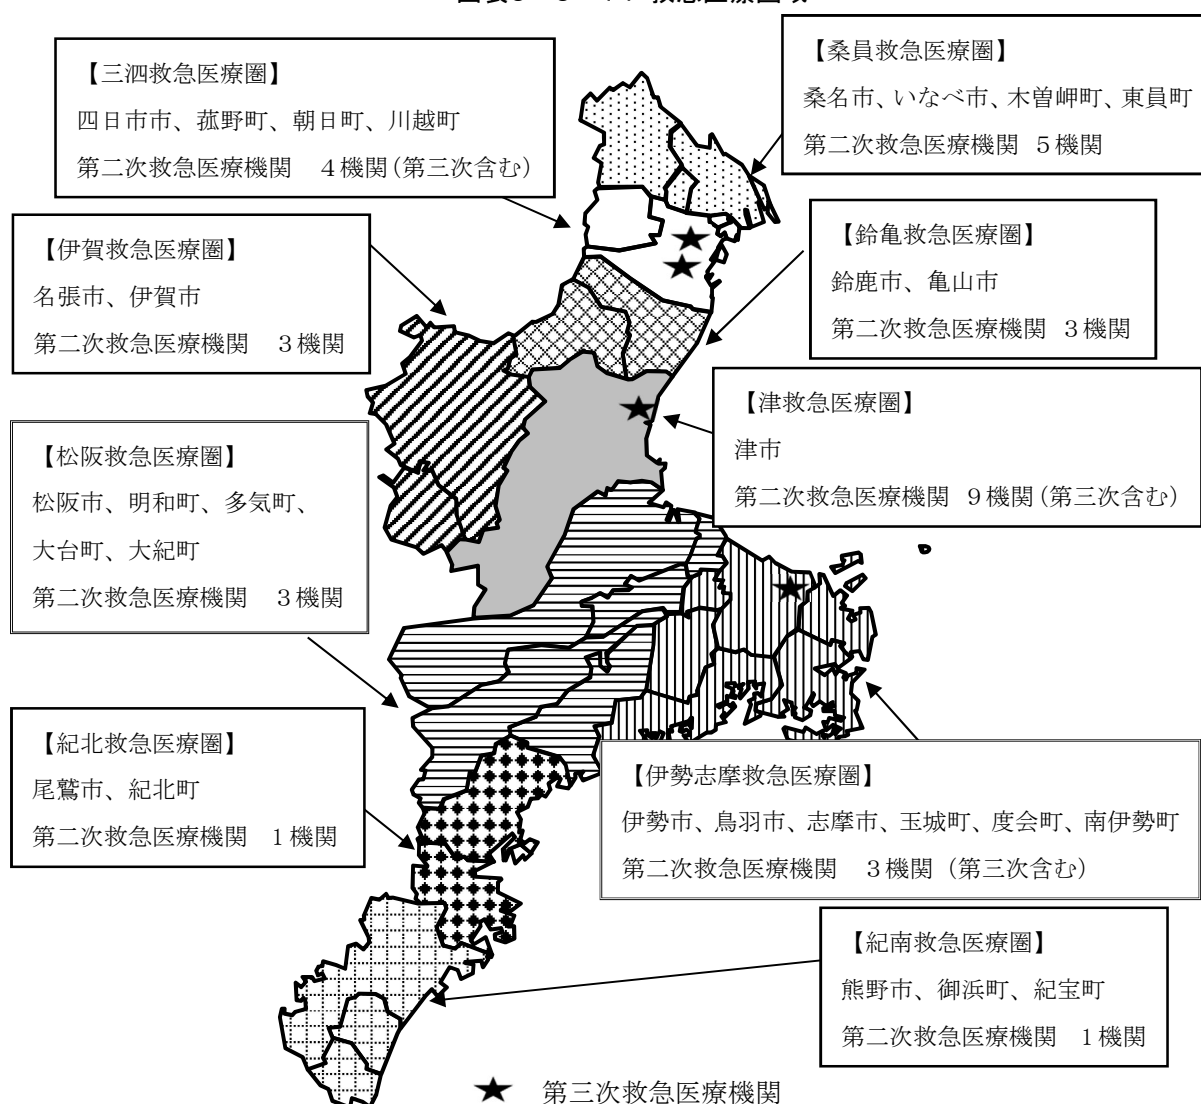 【三泗救急医療圏】
四日市市、菰野町、朝日町、川越町
第二次救急医療機関　４機関(第三次含む)
【桑員救急医療圏】
桑名市、いなべ市、木曽岬町、東員町
第二次救急医療機関　５機関
【伊賀救急医療圏】
名張市、伊賀市
第二次救急医療機関　３機関
【鈴亀救急医療圏】
鈴鹿市、亀山市
第二次救急医療機関　３機関
【津救急医療圏】
津市
第二次救急医療機関　９機関(第三次含む)
【松阪救急医療圏】
松阪市、明和町、多気町、
大台町、大紀町
第二次救急医療機関　３機関
【紀北救急医療圏】
尾鷲市、紀北町
第二次救急医療機関　１機関
【伊勢志摩救急医療圏】
伊勢市、鳥羽市、志摩市、玉城町、度会町、南伊勢町
第二次救急医療機関　３機関（第三次含む）
【紀南救急医療圏】
熊野市、御浜町、紀宝町
第二次救急医療機関　１機関
★　第三次救急医療機関